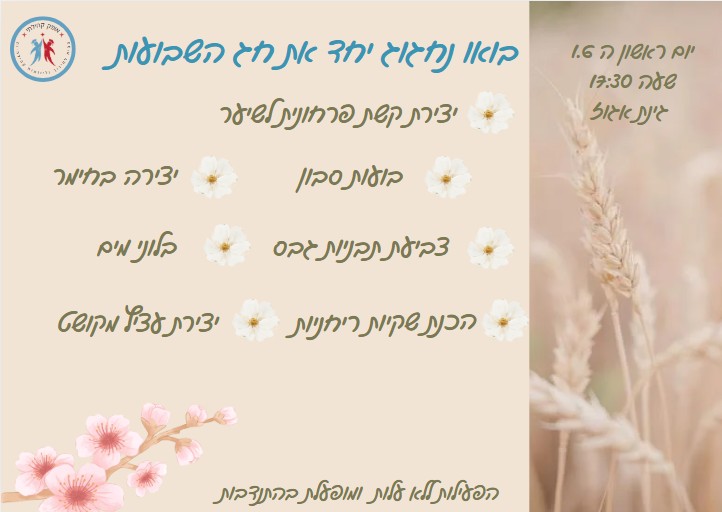 בואו נחגוג יחד את חג השבועות
יום ראשון ה 1.6
שעה 17:30
גינת אגוז
יצירת קשת פרחונית לשיער
בועות סבון
יצירה בחימר
צביעת תבניות גבס
בלוני מים
הכנת שקיות ריחניות
יצירת עציץ מקושט
הפעילות ללא עלות ומופעלת בהתנדבות